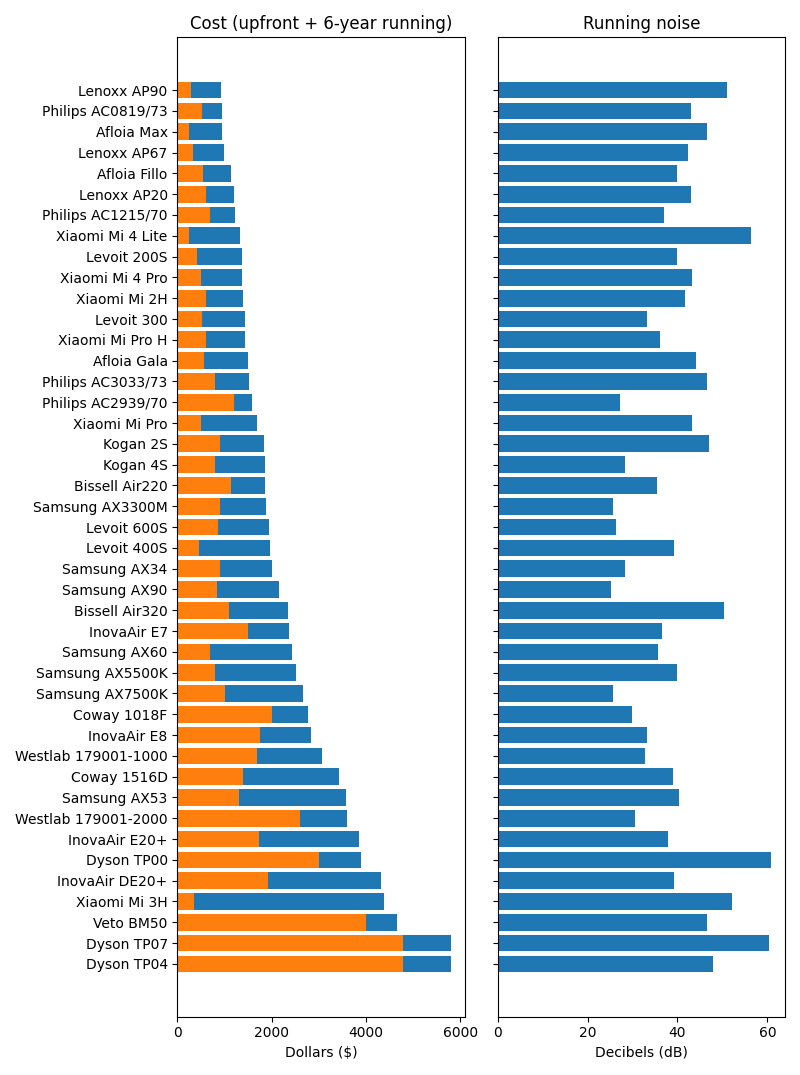 Cost (upfront + 6-year running)
Running noise
Lenoxx AP90
Philips AC0819/73
Afloia Max
Lenoxx AP67
Afloia Fillo
Lenoxx AP20
Philips AC1215/70
Xiaomi Mi 4 Lite
Levoit 200S
Xiaomi Mi 4 Pro
Xiaomi Mi 2H
Levoit 300
Xiaomi Mi Pro H
Afloia Gala
Philips AC3033/73
Philips AC2939/70
Xiaomi Mi Pro
Kogan 2S
Kogan 4S
Bissell Air220
Samsung AX3300M
Levoit 600S
Levoit 400S
Samsung AX34
Samsung AX90
Bissell Air320
InovaAir E7
Samsung AX60
Samsung AX5500K
Samsung AX7500K
Coway 1018F
InovaAir E8
Westlab 179001-1000
Coway 1516D
Samsung AX53
Westlab 179001-2000
InovaAir E20+
Dyson TP00
InovaAir DE20+
Xiaomi Mi 3H
Veto BM50
Dyson TP07
Dyson TP04
0 2000 4000 6000
Dollars ($)
0 20 40 60
Decibels (dB)